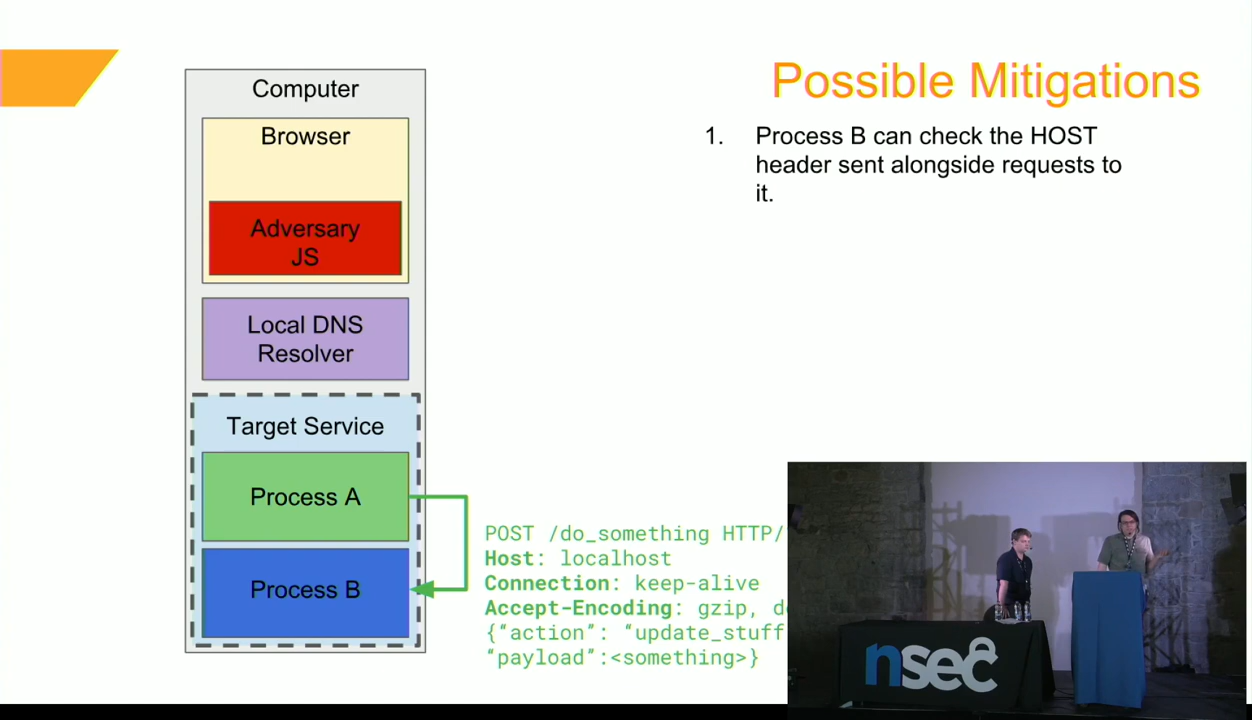 Possible Mitigations
1. Process B can check the HOST
header sent alongside requests to
it.
Computer
Browser
Adversary
JS
Local DNS
Resolver
Target Service
Process A
Process B
POST /do_something HTTP/
Host: localhost
Connection: keep-alive
Accept-Encoding: gzip, d
{“action”: “update_stuff
“payload”:<something>}
nsec